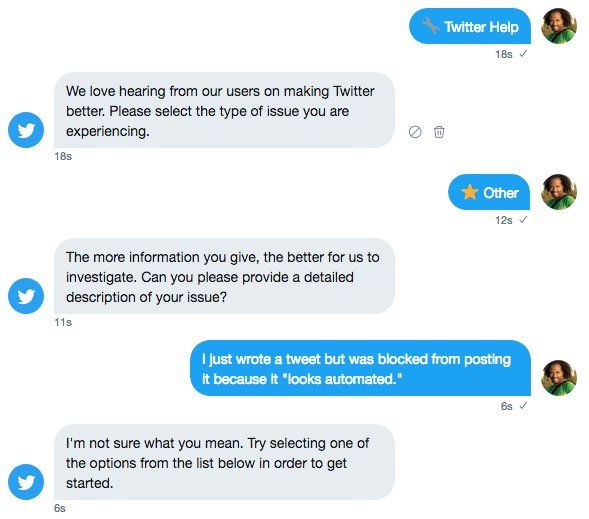 Twitter Help
18s ✓
We love hearing from our users on making Twitter
better. Please select the type of issue you are
experiencing.
18s
Other
12s ✓
The more information you give, the better for us to
investigate. Can you please provide a detailed
description of your issue?
11s
I just wrote a tweet but was blocked from posting
it because it "looks automated."
6s ✓
I'm not sure what you mean. Try selecting one of
the options from the list below in order to get
started.
6s